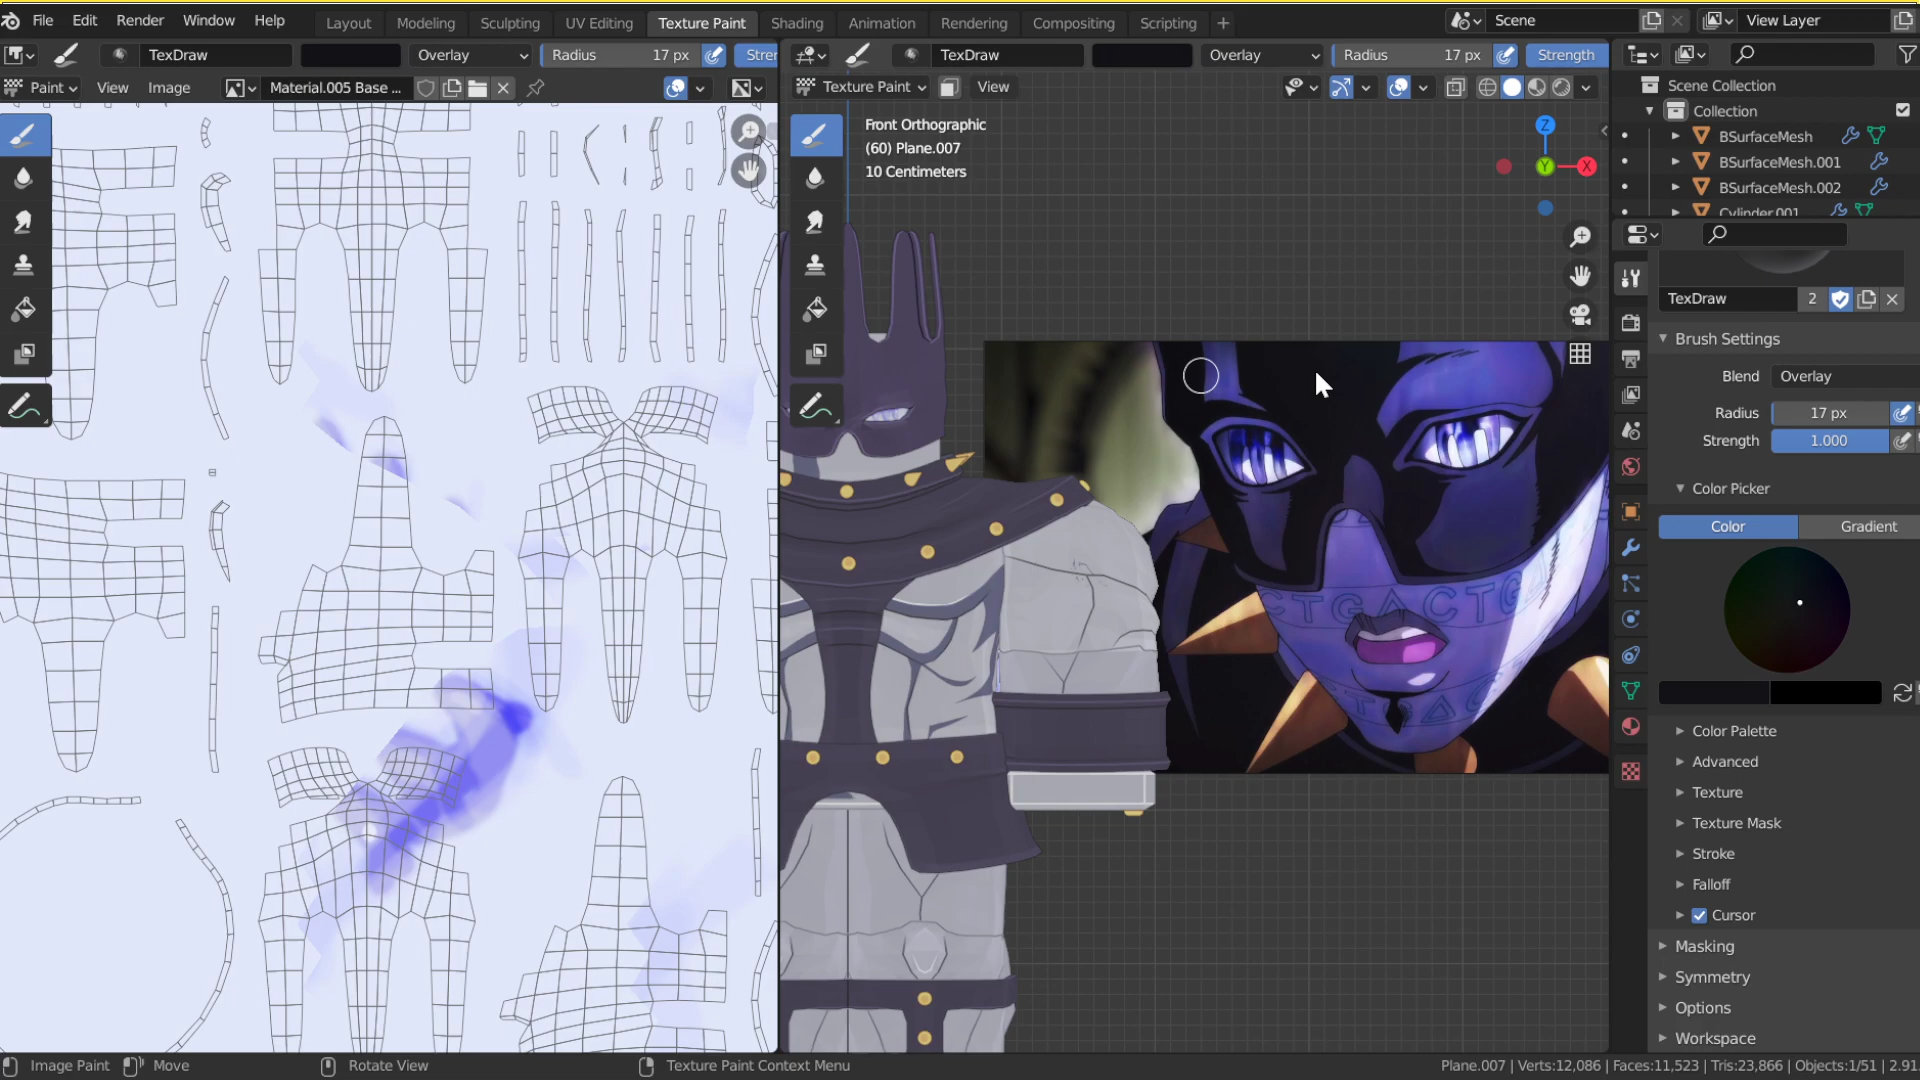 File Edit Render Window Help Layout Modeling Sculpting UV Editing Texture Paint Shading Animation Rendering Compositing Scripting + Scene View Layer
TexDraw Overlay Radius 17 px Stren TexDraw Overlay Radius 17 px Strength
Paint View Image Material.005 Base ... Texture Paint View
Scene Collection
Collection
BSurfaceMesh
BSurfaceMesh.001
BSurfaceMesh.002
Cylinder.001
Front Orthographic
(60) Plane.007
10 Centimeters
Z
Y
X
TexDraw 2
Brush Settings
Blend Overlay
Radius 17 px
Strength 1.000
Color Picker
Color Gradient
CTGACTG
Color Palette
Advanced
Texture
Texture Mask
Stroke
Falloff
Cursor
Masking
Symmetry
Options
Workspace
Image Paint Move Rotate View Texture Paint Context Menu Plane.007 | Verts:12,086 | Faces:11,523 | Tris:23,866 | Objects:1/51 | 2.91